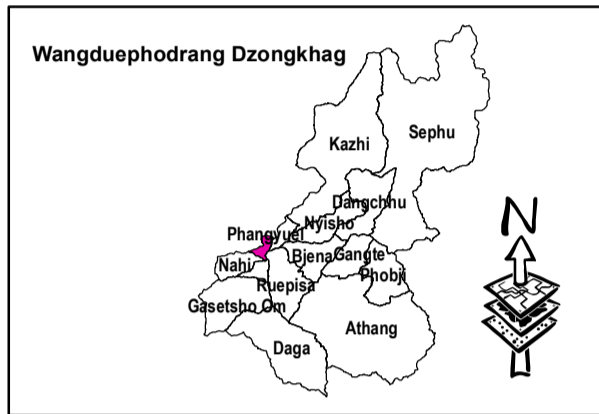 Wangduephodrang Dzongkhag
Sephu
Kazhi
Dangchhu
Nyisho
Phangyuel
Bjena
Gangte
Nahi
Phobji
Ruepisa
Gasetsho Om
Athang
Daga
N